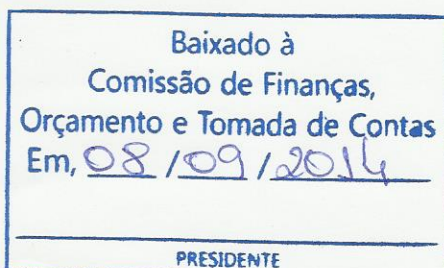 Baixado à
Comissão de Finanças,
Orçamento e Tomada de Contas
Em, 08 / 09 / 2014
PRESIDENTE